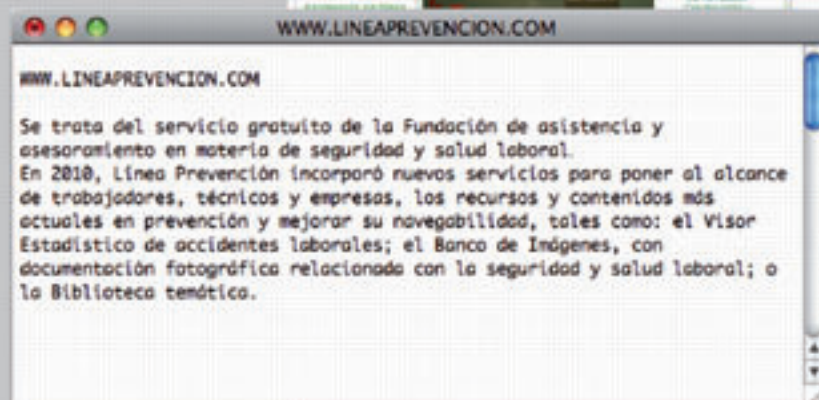 WWW.LINEAPREVENCION.COM
WWW.LINEAPREVENCION.COM
Se trata del servicio gratuito de la Fundación de asistencia y
asesoramiento en materia de seguridad y salud laboral.
En 2010, Línea Prevención incorporó nuevos servicios para poner al alcance
de trabajadores, técnicos y empresas, los recursos y contenidos más
actuales en prevención y mejorar su navegabilidad, tales como: el Visor
Estadístico de accidentes laborales; el Banco de Imágenes, con
documentación fotográfica relacionada con la seguridad y salud laboral; o
la Biblioteca temática.